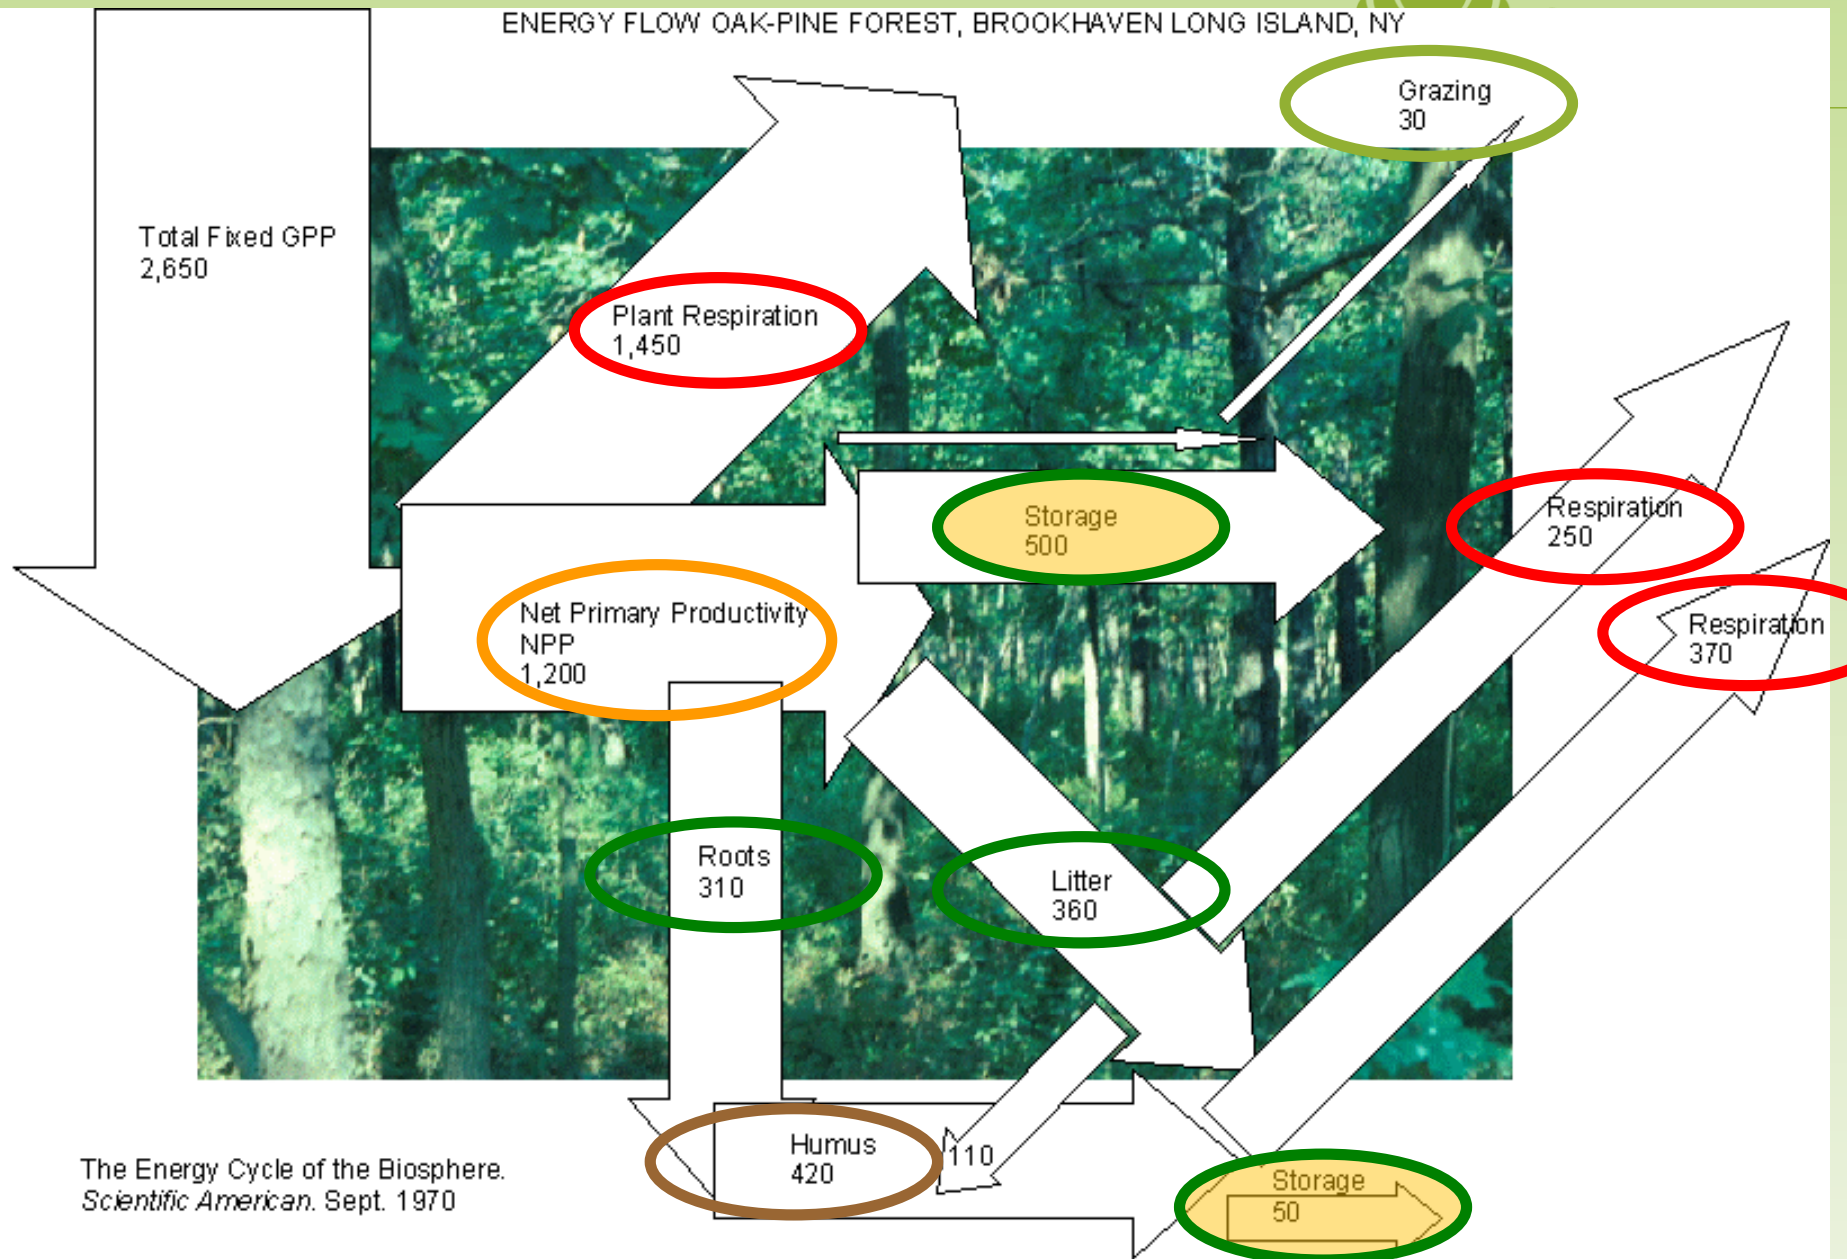 ENERGY FLOW OAK-PINE FOREST, BROOKHAVEN LONG ISLAND, NY
Grazing
30
Total Fixed GPP
2,650
Plant Respiration
1,450
Storage
500
Respiration
250
Net Primary Productivity
NPP
1,200
Respiration
370
Roots
310
Litter
360
Humus
420
110
Storage
50
The Energy Cycle of the Biosphere.
Scientific American. Sept. 1970